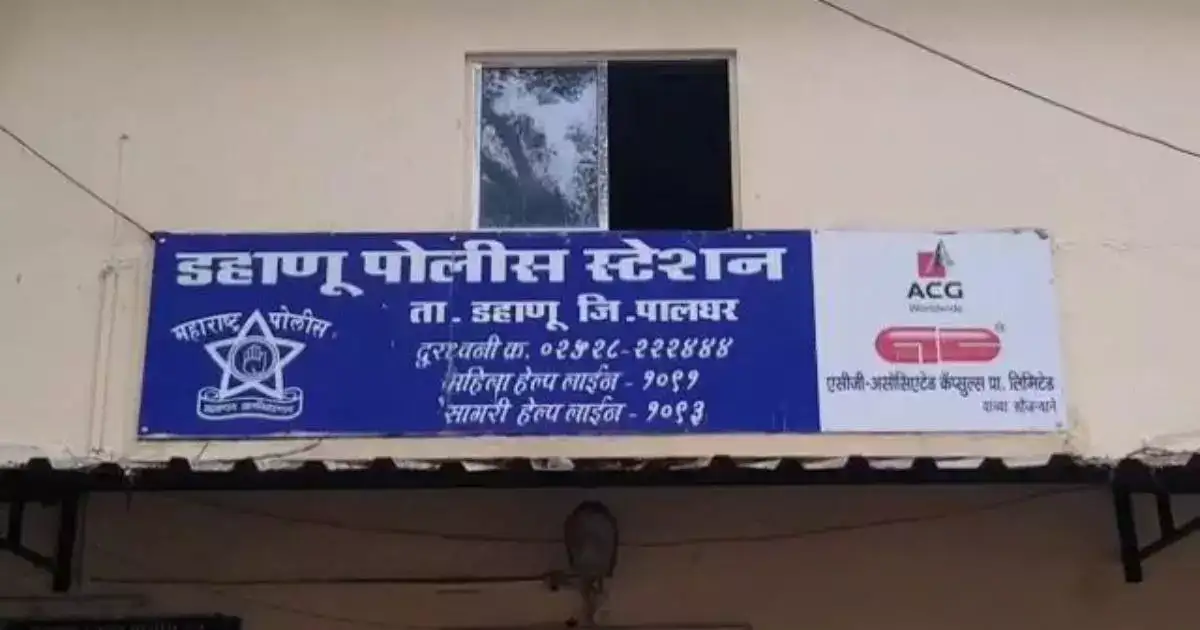 डहाणू पोलीस स्टेशन
ता. डहाणू जि.पालघर
दुरध्वनी क. ०२५२८-२२२४४४
महिला हेल्प लाईन - १०९१
सागरी हेल्प लाईन - १०९३
महाराष्ट्र पोलीस
ACG
Worldwide
एसीजी-असोसिएटेड कॅप्सुल्स प्रा. लिमिटेड
यांच्या सौजन्याने